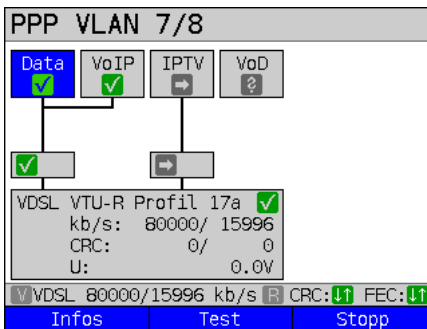 PPP VLAN 7/8
Data VoIP IPTV VoD
?
VDSL VTU-R Profil 17a
kb/s: 80000/ 15996
CRC: 0/ 0
U: 0.0V
V VDSL 80000/15996 kb/s R CRC: FEC:
Infos Test Stopp